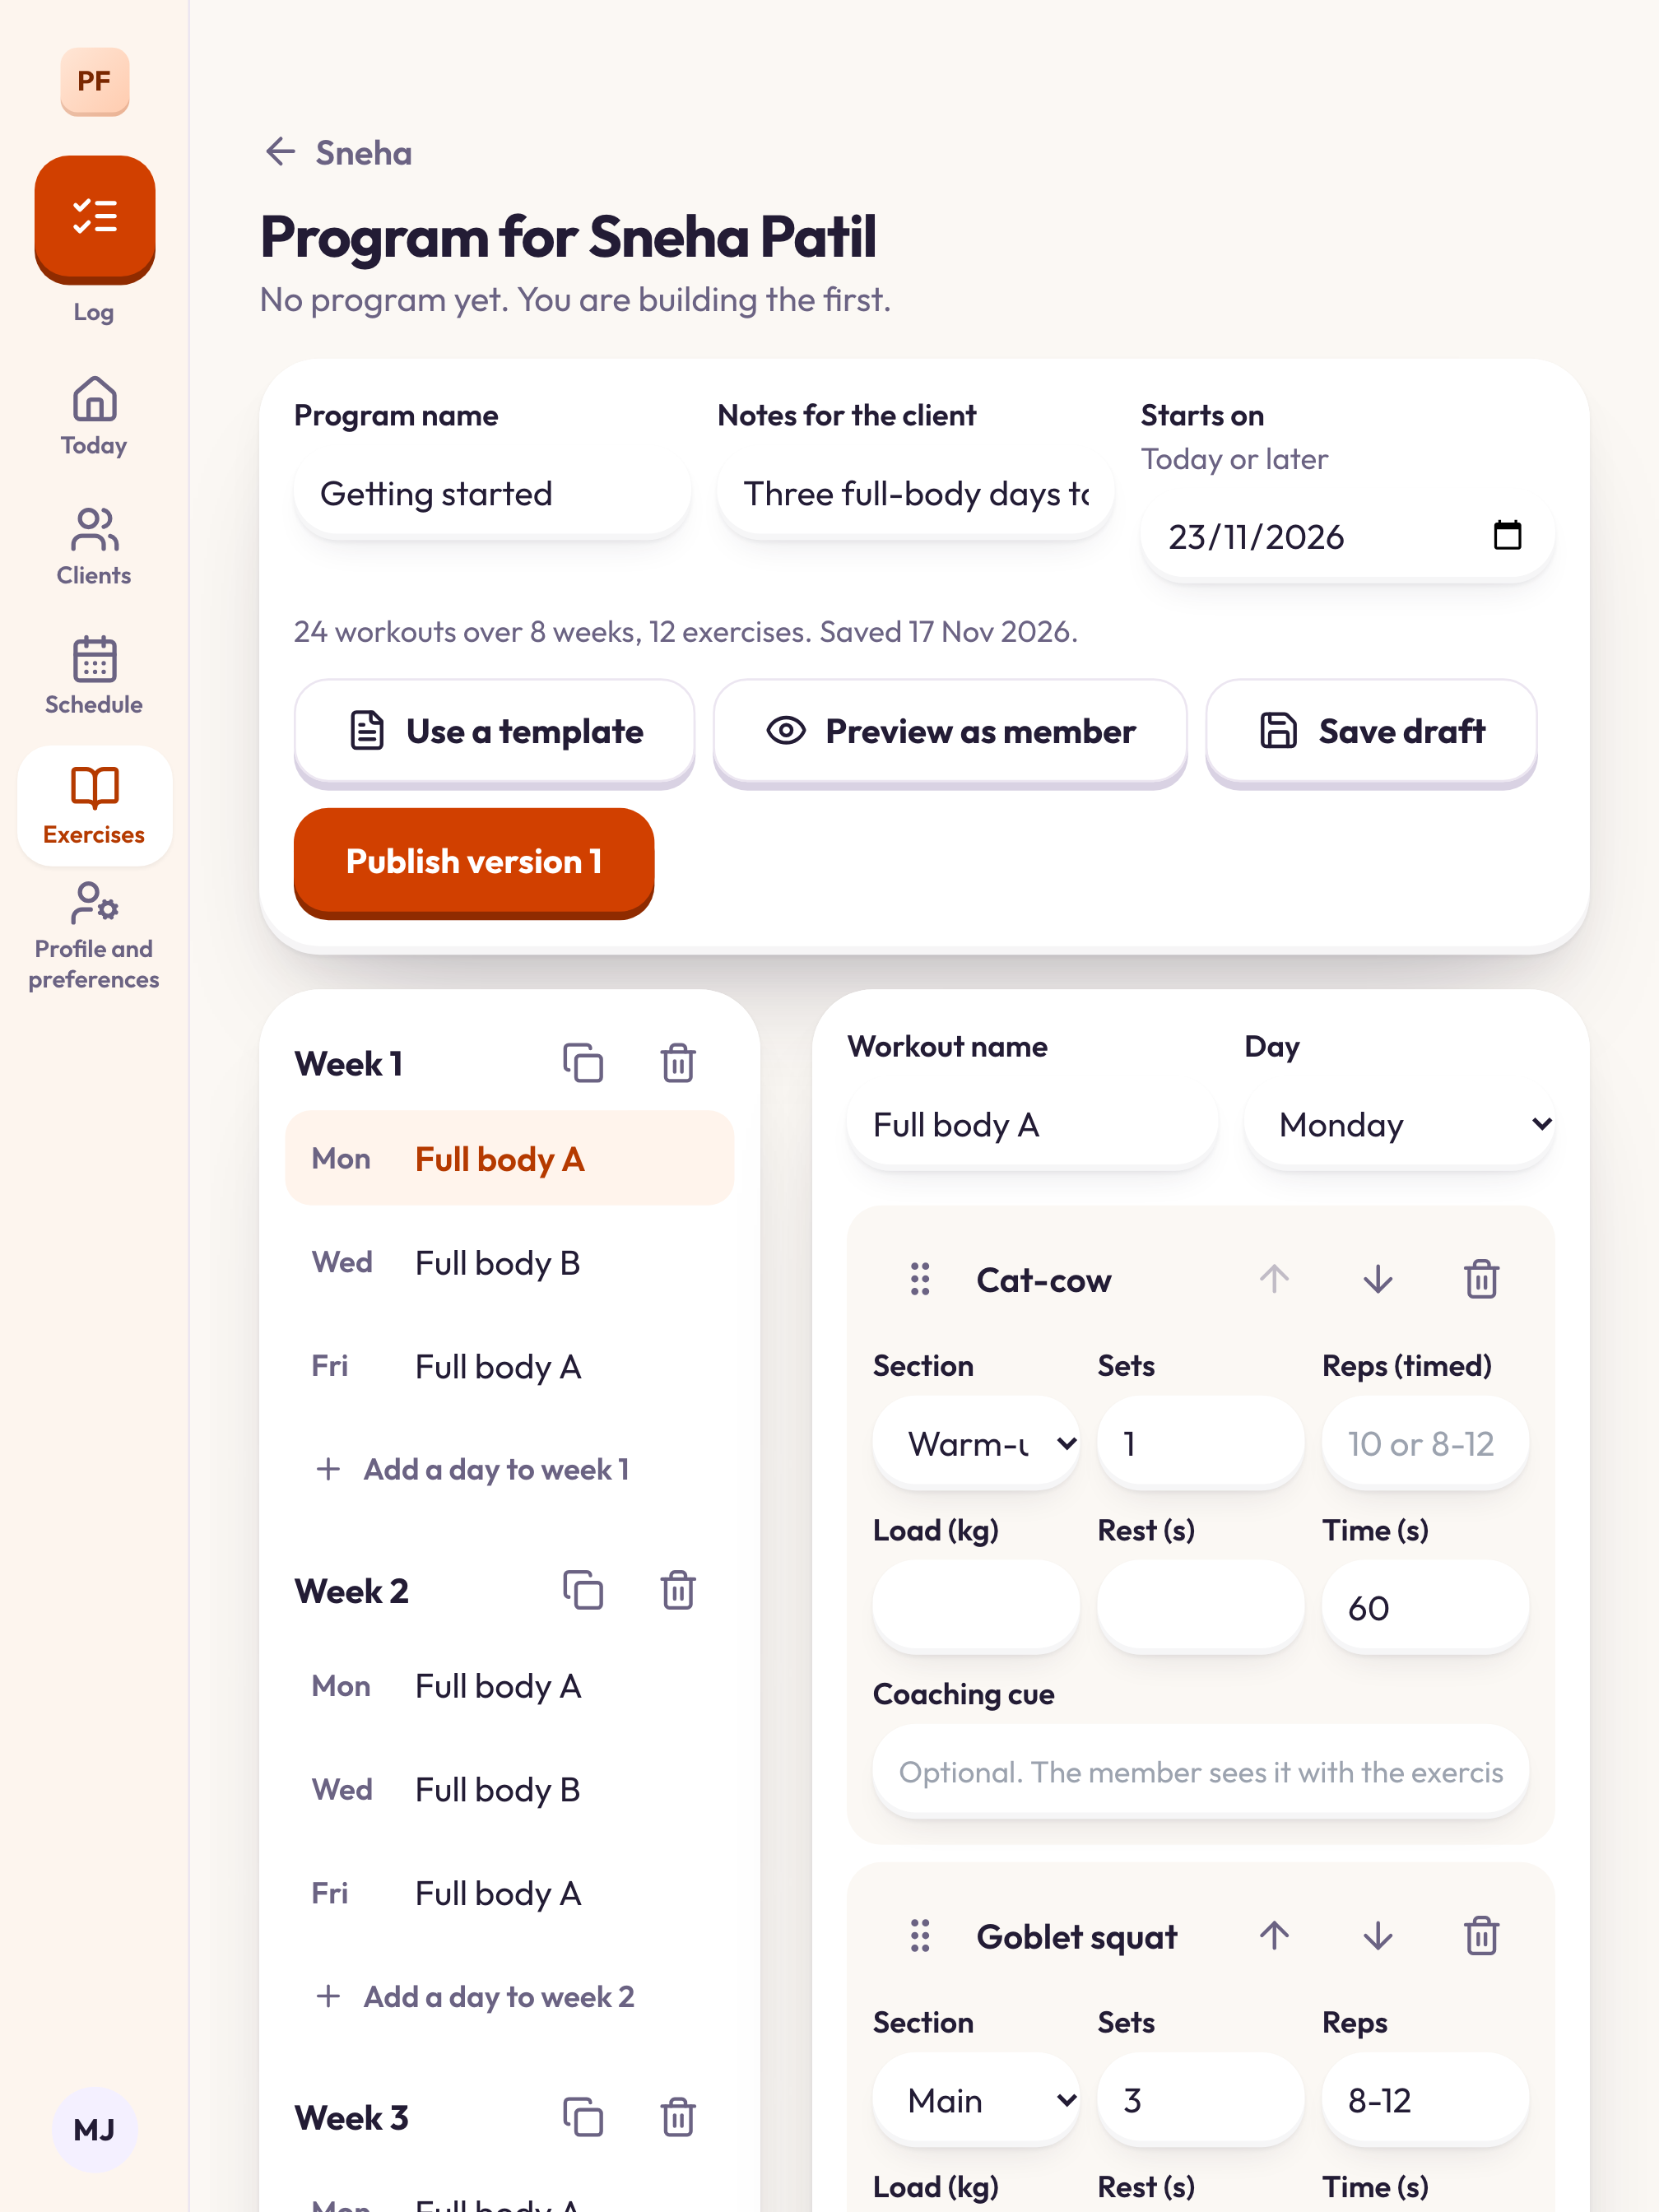 PF
Log
Today
Clients
Schedule
Exercises
Profile and
preferences
MJ
Sneha
Program for Sneha Patil
No program yet. You are building the first.
Program name
Getting started
Notes for the client
Three full-body days
Starts on
Today or later
23/11/2026
24 workouts over 8 weeks, 12 exercises. Saved 17 Nov 2026.
Use a template
Preview as member
Save draft
Publish version 1
Week 1
Mon Full body A
Wed Full body B
Fri Full body A
Add a day to week 1
Week 2
Mon Full body A
Wed Full body B
Fri Full body A
Add a day to week 2
Week 3
Mon Full body A
Workout name
Full body A
Day
Monday
Cat-cow
Section Sets Reps (timed)
Warm-u 1 10 or 8-12
Load (kg) Rest (s) Time (s)
60
Coaching cue
Optional. The member sees it with the exercis
Goblet squat
Section Sets Reps
Main 3 8-12
Load (kg) Rest (s) Time (s)